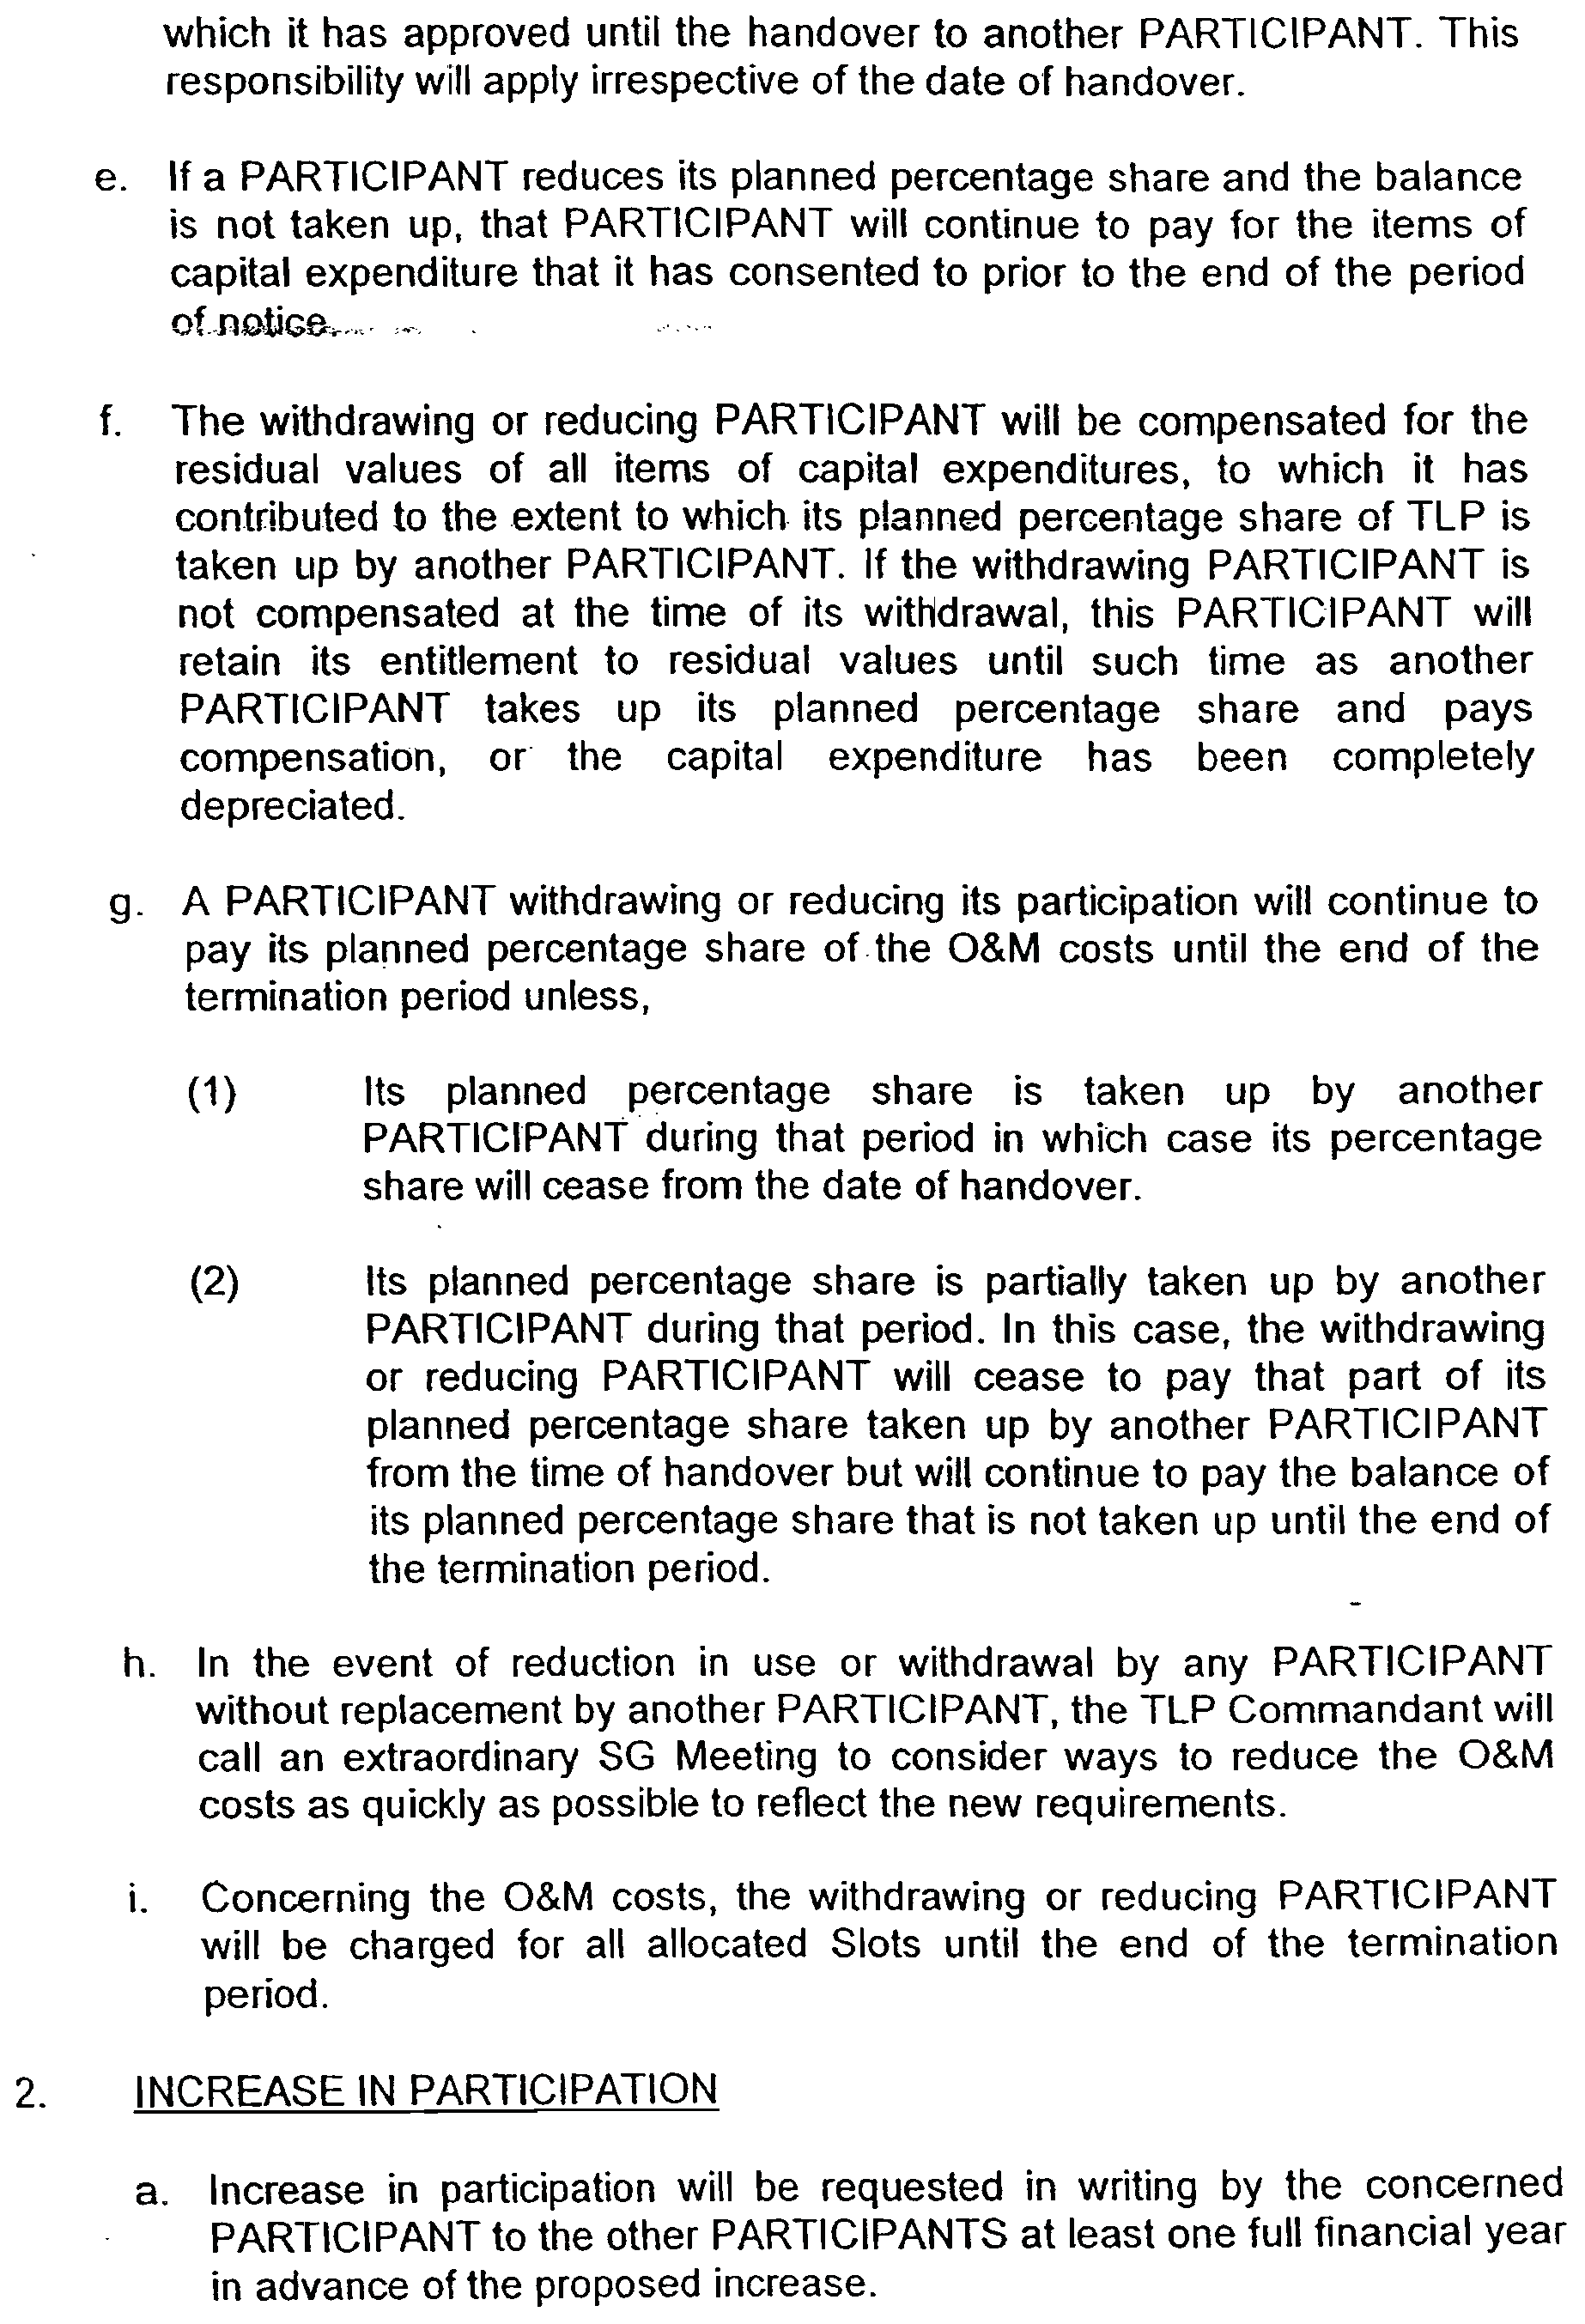 which it has approved until the handover to another PARTICIPANT. This
responsibility will apply irrespective of the date of handover.
e. If a PARTICIPANT reduces its planned percentage share and the balance
is not taken up, that PARTICIPANT will continue to pay for the items of
capital expenditure that it has consented to prior to the end of the period
of notice.
f. The withdrawing or reducing PARTICIPANT will be compensated for the
residual values of all items of capital expenditures, to which it has
contributed to the extent to which its planned percentage share of TLP is
taken up by another PARTICIPANT. If the withdrawing PARTICIPANT is
not compensated at the time of its withdrawal, this PARTICIPANT will
retain its entitlement to residual values until such time as another
PARTICIPANT takes up its planned percentage share and pays
compensation, or the capital expenditure has been completely
depreciated.
g. A PARTICIPANT withdrawing or reducing its participation will continue to
pay its planned percentage share of the O&M costs until the end of the
termination period unless,
(1) Its planned percentage share is taken up by another
PARTICIPANT during that period in which case its percentage
share will cease from the date of handover.
(2) Its planned percentage share is partially taken up by another
PARTICIPANT during that period. In this case, the withdrawing
or reducing PARTICIPANT will cease to pay that part of its
planned percentage share taken up by another PARTICIPANT
from the time of handover but will continue to pay the balance of
its planned percentage share that is not taken up until the end of
the termination period.
h. In the event of reduction in use or withdrawal by any PARTICIPANT
without replacement by another PARTICIPANT, the TLP Commandant will
call an extraordinary SG Meeting to consider ways to reduce the O&M
costs as quickly as possible to reflect the new requirements.
i. Concerning the O&M costs, the withdrawing or reducing PARTICIPANT
will be charged for all allocated Slots until the end of the termination
period.
2. INCREASE IN PARTICIPATION
a. Increase in participation will be requested in writing by the concerned
PARTICIPANT to the other PARTICIPANTS at least one full financial year
in advance of the proposed increase.